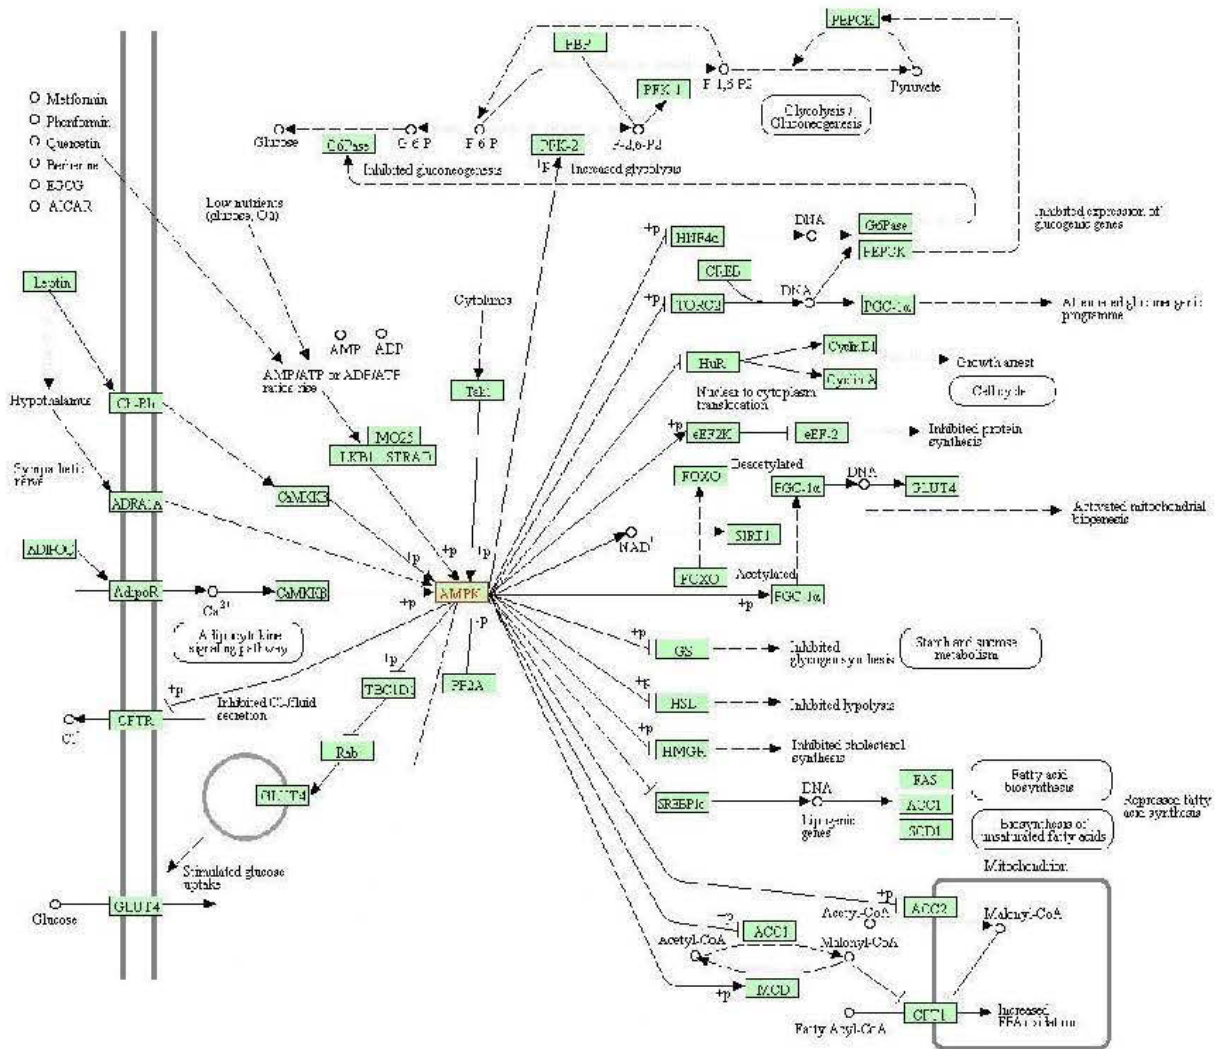 PEPCK
FBP
PFK-1
F-1,6-P2
Pyruvate
Glycolysis /
Gluconeogenesis
Metformin
Phenformin
Quercetin
Berberine
EGCG
AICAR
Glucose
G6Pase
G-6-P
F-6-P
PFK-2
F-2,6-P2
+p
Inhibited gluconeogenesis
Increased glycolysis
Low nutrients
(glucose, O2)
Inhibited expression of
glucogenic genes
+p
HNF4α
DNA
G6Pase
PEPCK
CREB
DNA
Leptin
Cytokines
+p
TORC2
PGC-1α
Attenuated gluconeogenic
programme
AMP
ADP
AMP/ATP or ADP/ATP
ratios rise
Tak1
HuR
Cyclin D1
Cyclin A
Growth arrest
Cell cycle
Nuclear to cytoplasm
translocation
Hypothalamus
MO25
LKB1
STRAD
+p
eEF2K
eEF-2
Inhibited protein
synthesis
Sympathetic
nerve
ADRA1A
CaMKKB
FOXO
Deacetylated
PGC-1α
DNA
GLUT4
Activated mitochondrial
biogenesis
SIRT1
NAD+
ADIPOQ
+p
+p
+p
FOXO
Acetylated
PGC-1α
+p
AdipoR
Ca2+
CaMKKB
+p
AMPK
-p
Adipocytokine
signaling pathway
+p
GS
Inhibited
glycogen synthesis
Starch and sucrose
metabolism
+p
TBC1D1
PP2A
+p
HSL
Inhibited lypolysis
+p
CFTR
Cl-
Inhibited Cl-/fluid
secretion
Rab
+p
HMGR
Inhibited cholesterol
synthesis
GLUT4
SREBP1c
DNA
Lipogenic
genes
FAS
ACC1
SCD1
Fatty acid
biosynthesis
Biosynthesis of
unsaturated fatty acids
Repressed fatty
acid synthesis
Stimulated glucose
uptake
Glucose
GLUT4
Mitochondrion
+p
ACC2
Acetyl-CoA
Malonyl-CoA
ACC1
Acetyl-CoA
Malonyl-CoA
+p
MCD
Fatty Acyl-CoA
CPT1
Increased
FFA oxidation